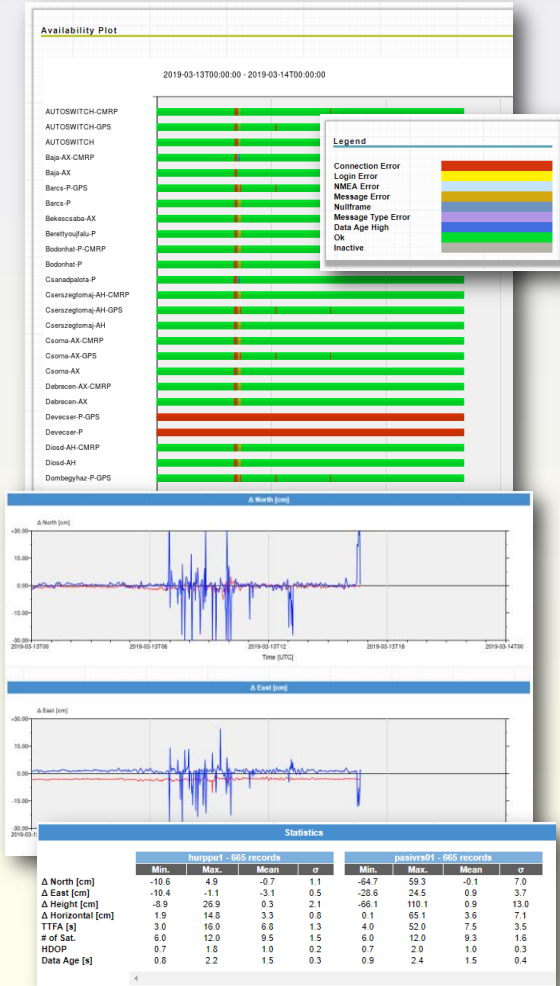 Availability Plot
2019-03-13T00:00:00 - 2019-03-14T00:00:00
AUTOSWITCH-CMRP
AUTOSWITCH-GPS
AUTOSWITCH
Baja-AX-CMRP
Baja-AX
Barcs-P-GPS
Barcs-P
Bekescsaba-AX
Berettyoujfalu-P
Bodonhat-P-CMRP
Bodonhat-P
Csanadpalota-P
Cserszegtomaj-AH-CMRP
Cserszegtomaj-AH-GPS
Cserszegtomaj-AH
Csorna-AX-CMRP
Csorna-AX-GPS
Csorna-AX
Debrecen-AX-CMRP
Debrecen-AX
Devecser-P-GPS
Devecser-P
Diosd-AH-CMRP
Diosd-AH
Dombegyhaz-P-GPS
Legend
Connection Error
Login Error
NMEA Error
Message Error
Nullframe
Message Type Error
Data Age High
Ok
Inactive
Δ North [cm]
Δ North [cm]
+30.00
15.00
0.00
-15.00
-30.00
2019-03-13T00 2019-03-13T06 2019-03-13T12 2019-03-13T18 2019-03-14T00
Time [UTC]
Δ East [cm]
Δ East [cm]
+30.00
15.00
0.00
-15.00
-30.00
2019-03-1
Statistics
hurppu1 - 665 records pasivrs01 - 665 records
Min. Max. Mean σ Min. Max. Mean σ
Δ North [cm] -10.6 4.9 -0.7 1.1 -64.7 59.3 -0.1 7.0
Δ East [cm] -10.4 -1.1 -3.1 0.5 -28.6 24.5 0.9 3.7
Δ Height [cm] -8.9 26.9 0.3 2.1 -66.1 110.1 0.9 13.0
Δ Horizontal [cm] 1.9 14.8 3.3 0.8 0.1 65.1 3.6 7.1
TTFA [s] 3.0 16.0 6.8 1.3 4.0 52.0 7.5 3.5
# of Sat. 6.0 12.0 9.5 1.5 6.0 12.0 9.3 1.6
HDOP 0.7 1.8 1.0 0.2 0.7 2.0 1.0 0.3
Data Age [s] 0.8 2.2 1.5 0.3 0.9 2.4 1.5 0.4